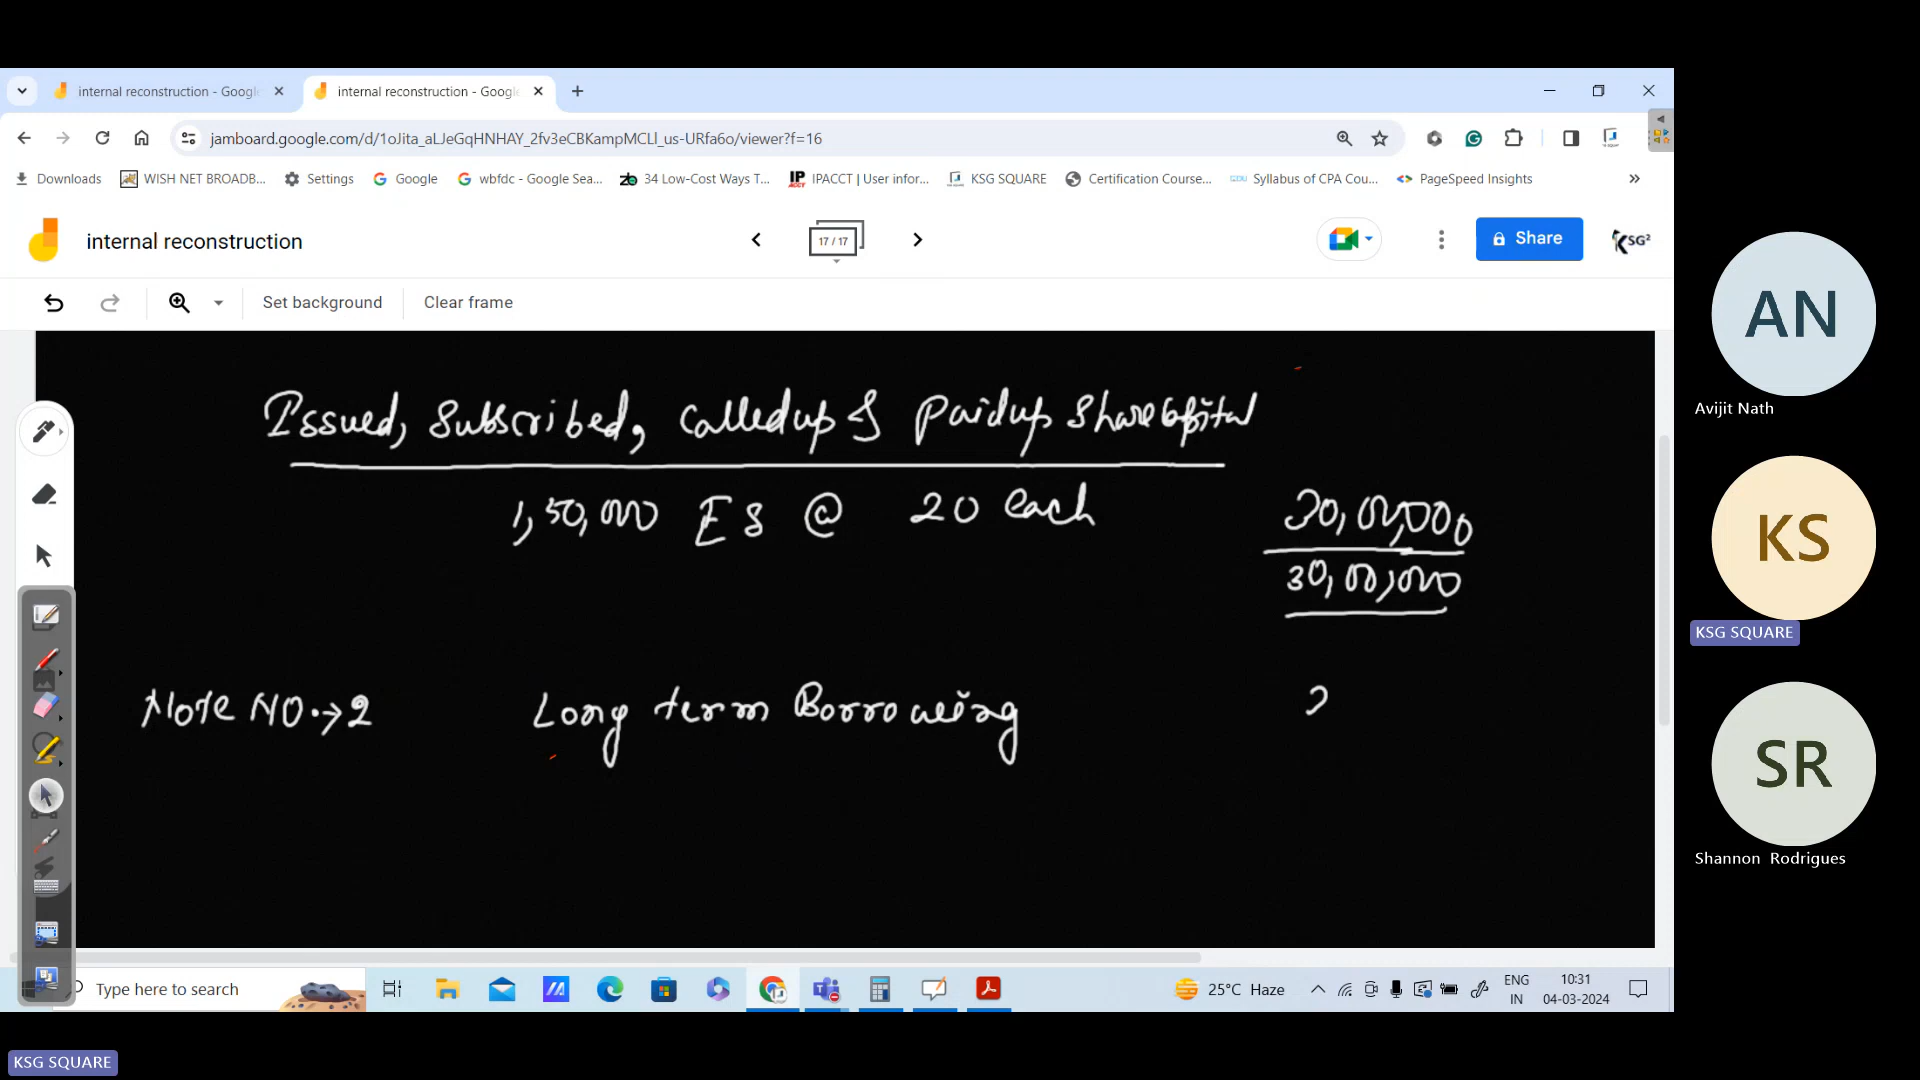 internal reconstruction - Googl
internal reconstruction - Google
jamboard.google.com/d/1oJita_aLJeGqHNHAY_2fv3eCBKampMCLl_us-URfa6o/viewer?f=16
Downloads WISH NET BROADB... Settings Google wbfdc - Google Sea... 34 Low-Cost Ways T... IPACCT | User infor... KSG SQUARE Certification Course... Syllabus of CPA Cou... PageSpeed Insights
internal reconstruction
17 / 17
Share
KSG²
Set background Clear frame
Issued, Subscribed, Calledup & Paidup Share Capital
1,50,000 ES @ 20 each 30,00,000
30,00,000
Note NO.→2 Long term Borrowing
AN
Avijit Nath
KS
KSG SQUARE
SR
Shannon Rodrigues
Type here to search
25°C Haze
ENG
IN
10:31
04-03-2024
KSG SQUARE